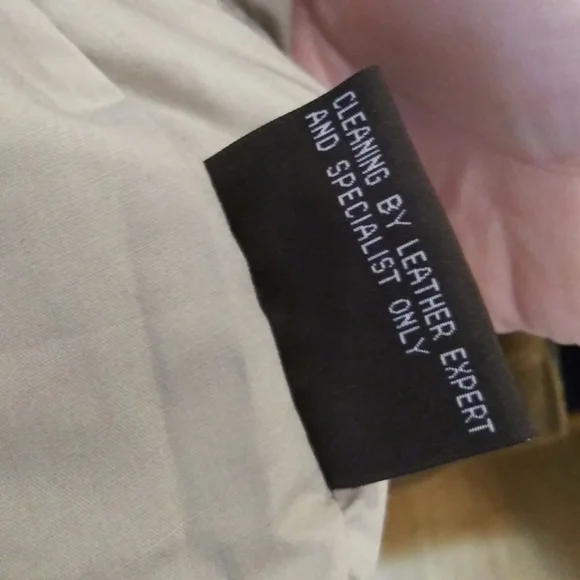 CLEANING BY LEATHER EXPERT
AND SPECIALIST ONLY